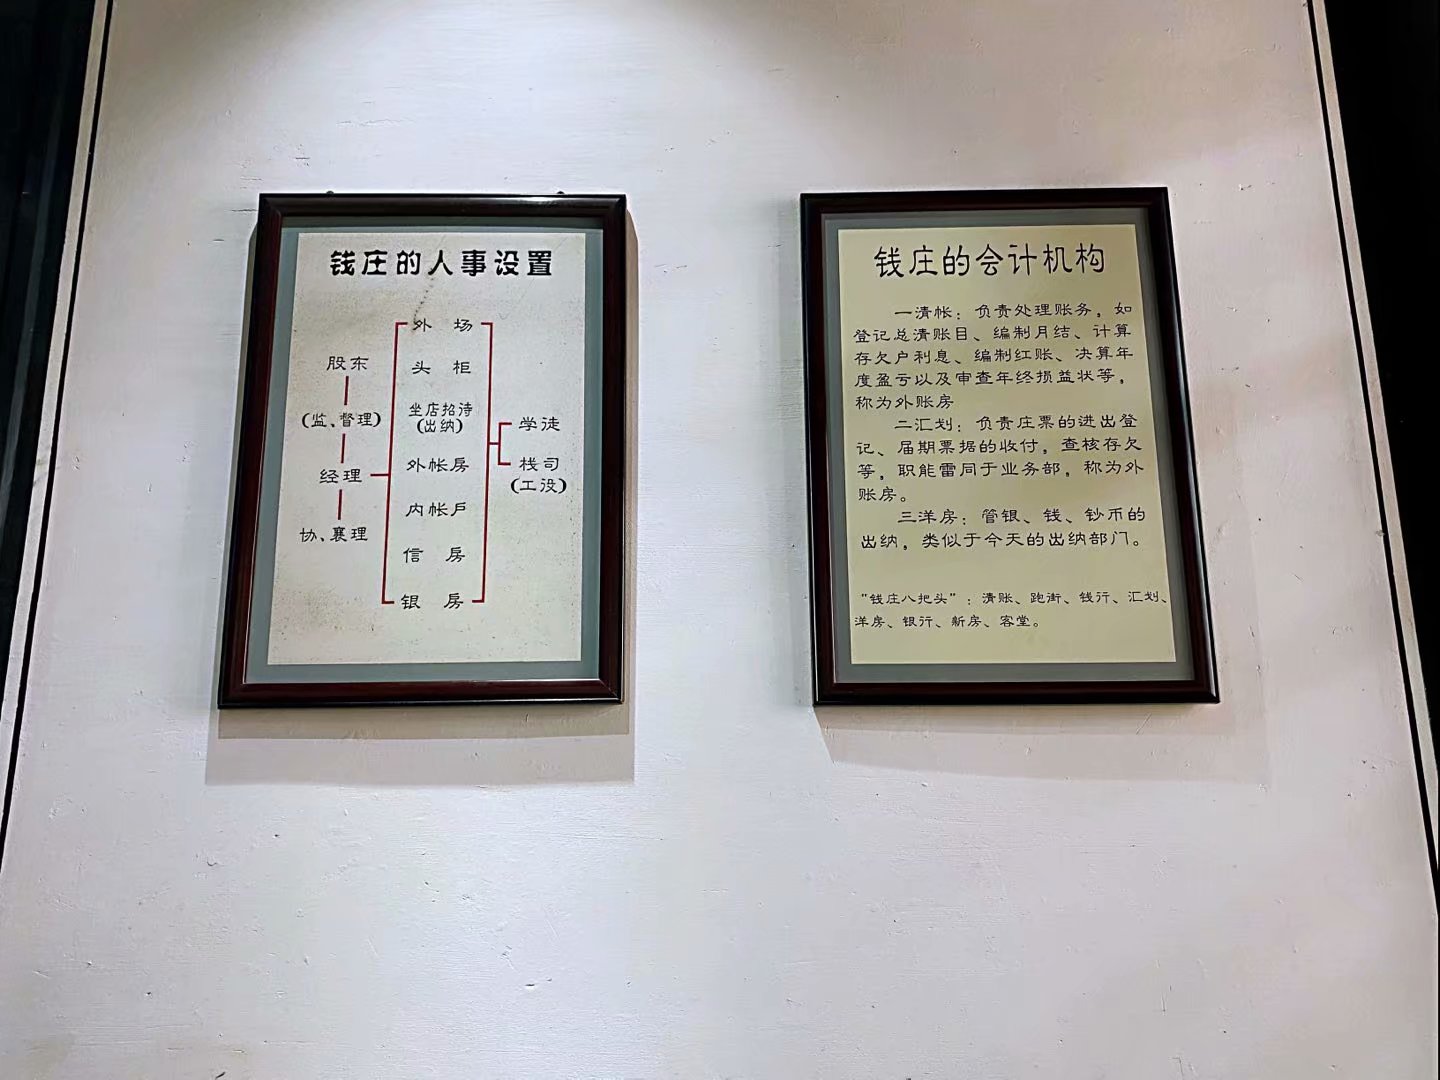 钱庄的人事设置
股东
(监、督理)
经理
协、襄理
外 场
头 柜
坐店招待
(出纳)
外帐房
内帐戶
信 房
银 房
学徒
栈司
(工役)
钱庄的会计机构
一清帐：负责处理账务，如
登记总清账目、编制月结、计算
存欠户利息、编制红账、决算年
度盈亏以及审查年终损益状等，
称为外账房
二汇划：负责庄票的进出登
记、届期票据的收付，查核存欠
等，职能雷同于业务部，称为外
账房。
三洋房：管银、钱、钞币的
出纳，类似于今天的出纳部门。
“钱庄八把头”：清账、跑街、钱行、汇划、
洋房、银行、新房、客堂。